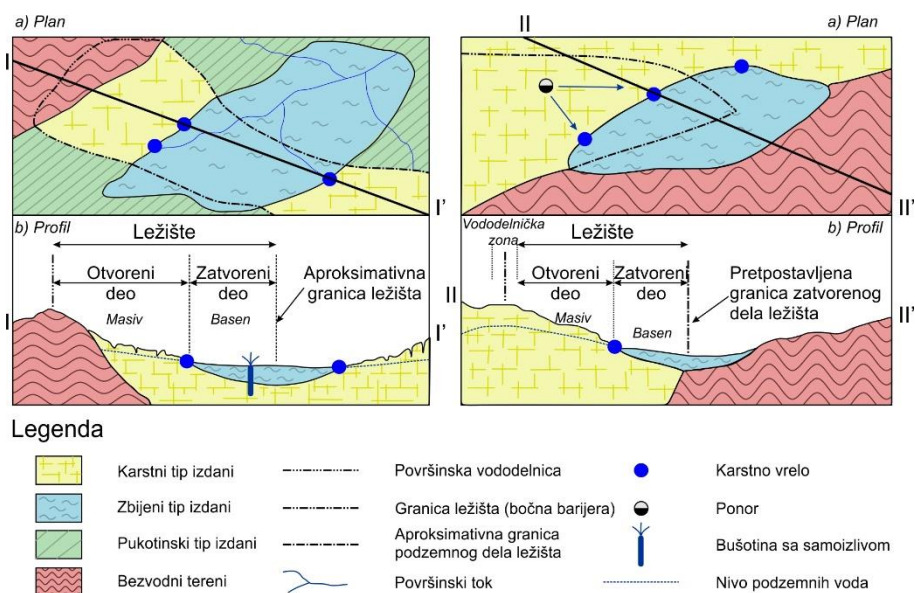 a) Plan
I
I'
b) Profil
Ležište
Otvoreni
deo
Zatvoreni
deo
Aproksimativna
granica ležišta
Masiv
Basen
I
I'
II
a) Plan
II'
b) Profil
Vododelnička
zona
Ležište
Otvoreni
deo
Zatvoreni
deo
Pretpostavljena
granica zatvorenog
dela ležišta
Masiv
Basen
II
II'
Legenda
Karstni tip izdani
Zbijeni tip izdani
Pukotinski tip izdani
Bezvodni tereni
Površinska vododelnica
Granica ležišta (bočna barijera)
Aproksimativna granica
podzemnog dela ležišta
Površinski tok
Karstno vrelo
Ponor
Bušotina sa samoizlivom
Nivo podzemnih voda